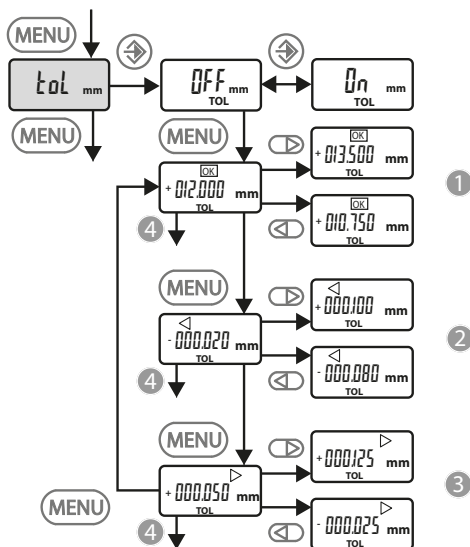 MENU
toL mm
OFF mm
TOL
On mm
TOL
MENU
MENU
OK
+ 012.000 mm
TOL
OK
+ 013.500 mm
TOL
1
OK
+ 010.750 mm
TOL
4
MENU
- 000.020 mm
TOL
+ 000.100 mm
TOL
2
- 000.080 mm
TOL
4
MENU
+ 000.050 mm
TOL
+ 000.125 mm
TOL
3
MENU
- 000.025 mm
TOL
4